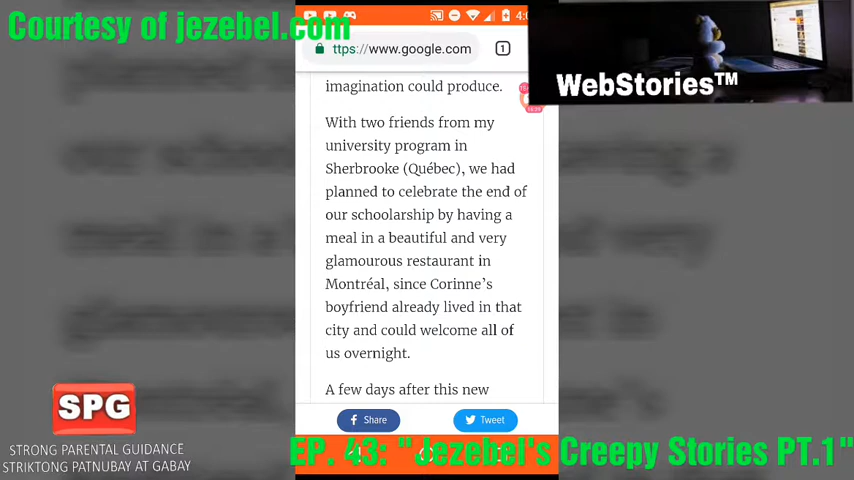 Courtesy of jezebel.com
ttps://www.google.com
1
WebStories™
imagination could produce.
With two friends from my
university program in
Sherbrooke (Québec), we had
planned to celebrate the end of
our schoolarship by having a
meal in a beautiful and very
glamourous restaurant in
Montréal, since Corinne's
boyfriend already lived in that
city and could welcome all of
us overnight.
A few days after this new
Share
Tweet
SPG
STRONG PARENTAL GUIDANCE
STRIKTONG PATNUBAY AT GABAY
EP. 43: "Jezebel's Creepy Stories PT.1"